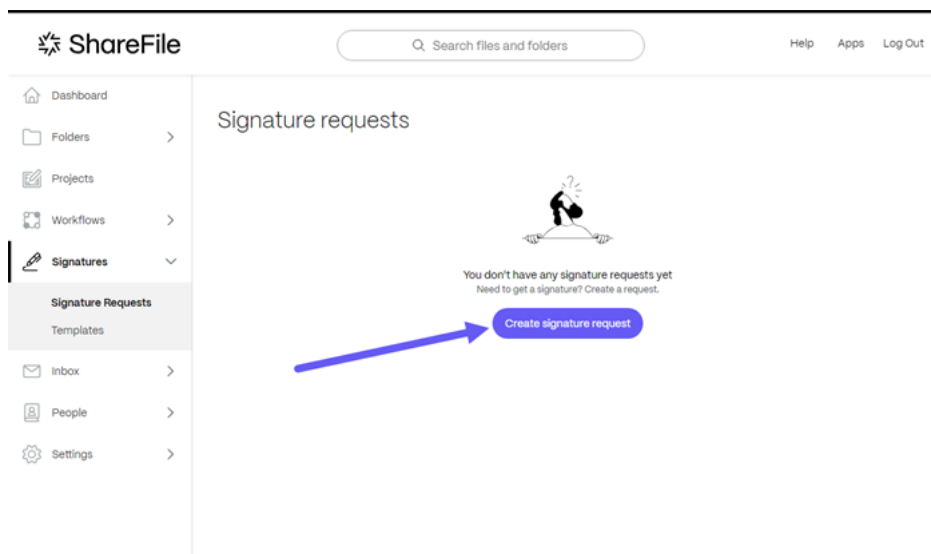 ShareFile
Search files and folders
Help
Apps
Log Out
Dashboard
Folders
Projects
Workflows
Signatures
Signature Requests
Templates
Inbox
People
Settings
Signature requests
?
You don't have any signature requests yet
Need to get a signature? Create a request.
Create signature request